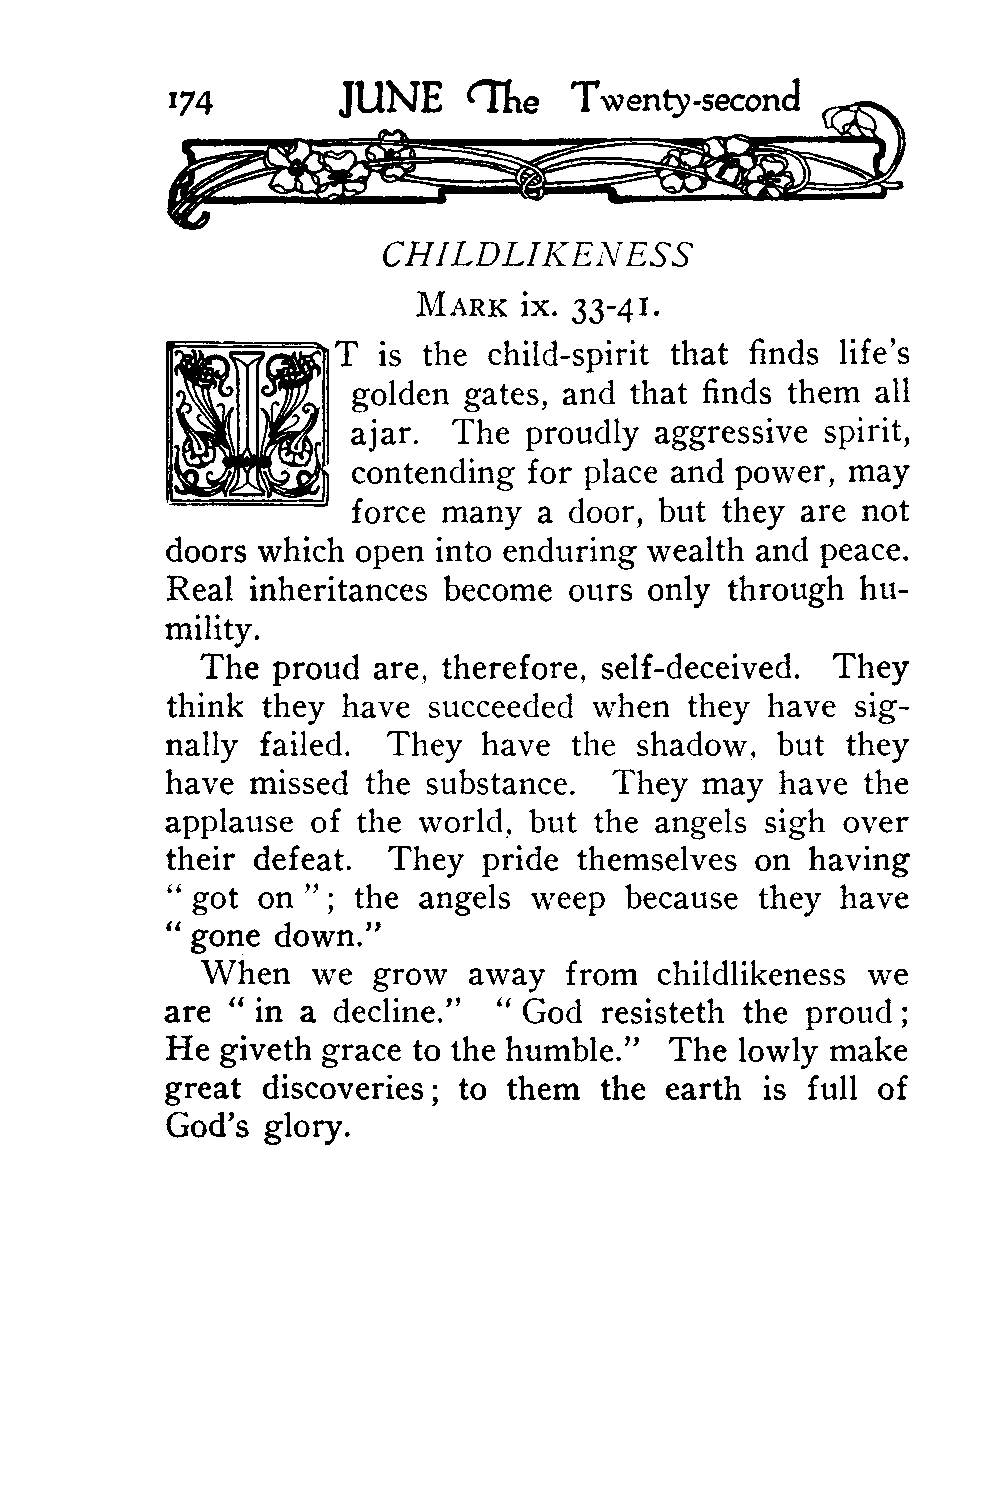 174 JUNE The Twenty-second
CHILDLIKENESS
MARK ix. 33-41.
IT is the child-spirit that finds life's
golden gates, and that finds them all
ajar. The proudly aggressive spirit,
contending for place and power, may
force many a door, but they are not
doors which open into enduring wealth and peace.
Real inheritances become ours only through hu-
mility.
The proud are, therefore, self-deceived. They
think they have succeeded when they have sig-
nally failed. They have the shadow, but they
have missed the substance. They may have the
applause of the world, but the angels sigh over
their defeat. They pride themselves on having
“ got on ”; the angels weep because they have
“ gone down.”
When we grow away from childlikeness we
are “ in a decline.” “ God resisteth the proud ;
He giveth grace to the humble.” The lowly make
great discoveries ; to them the earth is full of
God's glory.